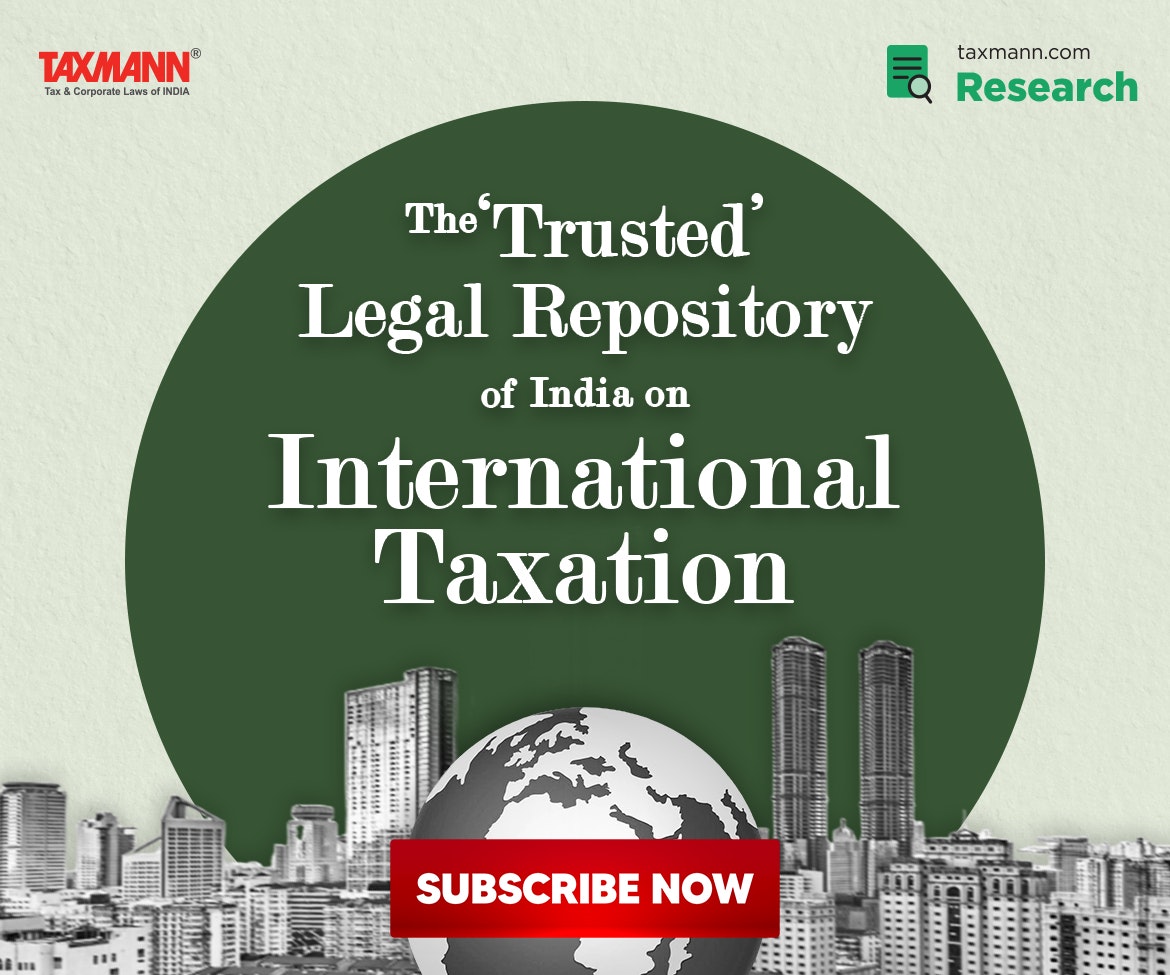 TAXMANN®
Tax & Corporate Laws of INDIA
taxmann.com
Research
The ‘Trusted’
Legal Repository
of India on
International
Taxation
SUBSCRIBE NOW